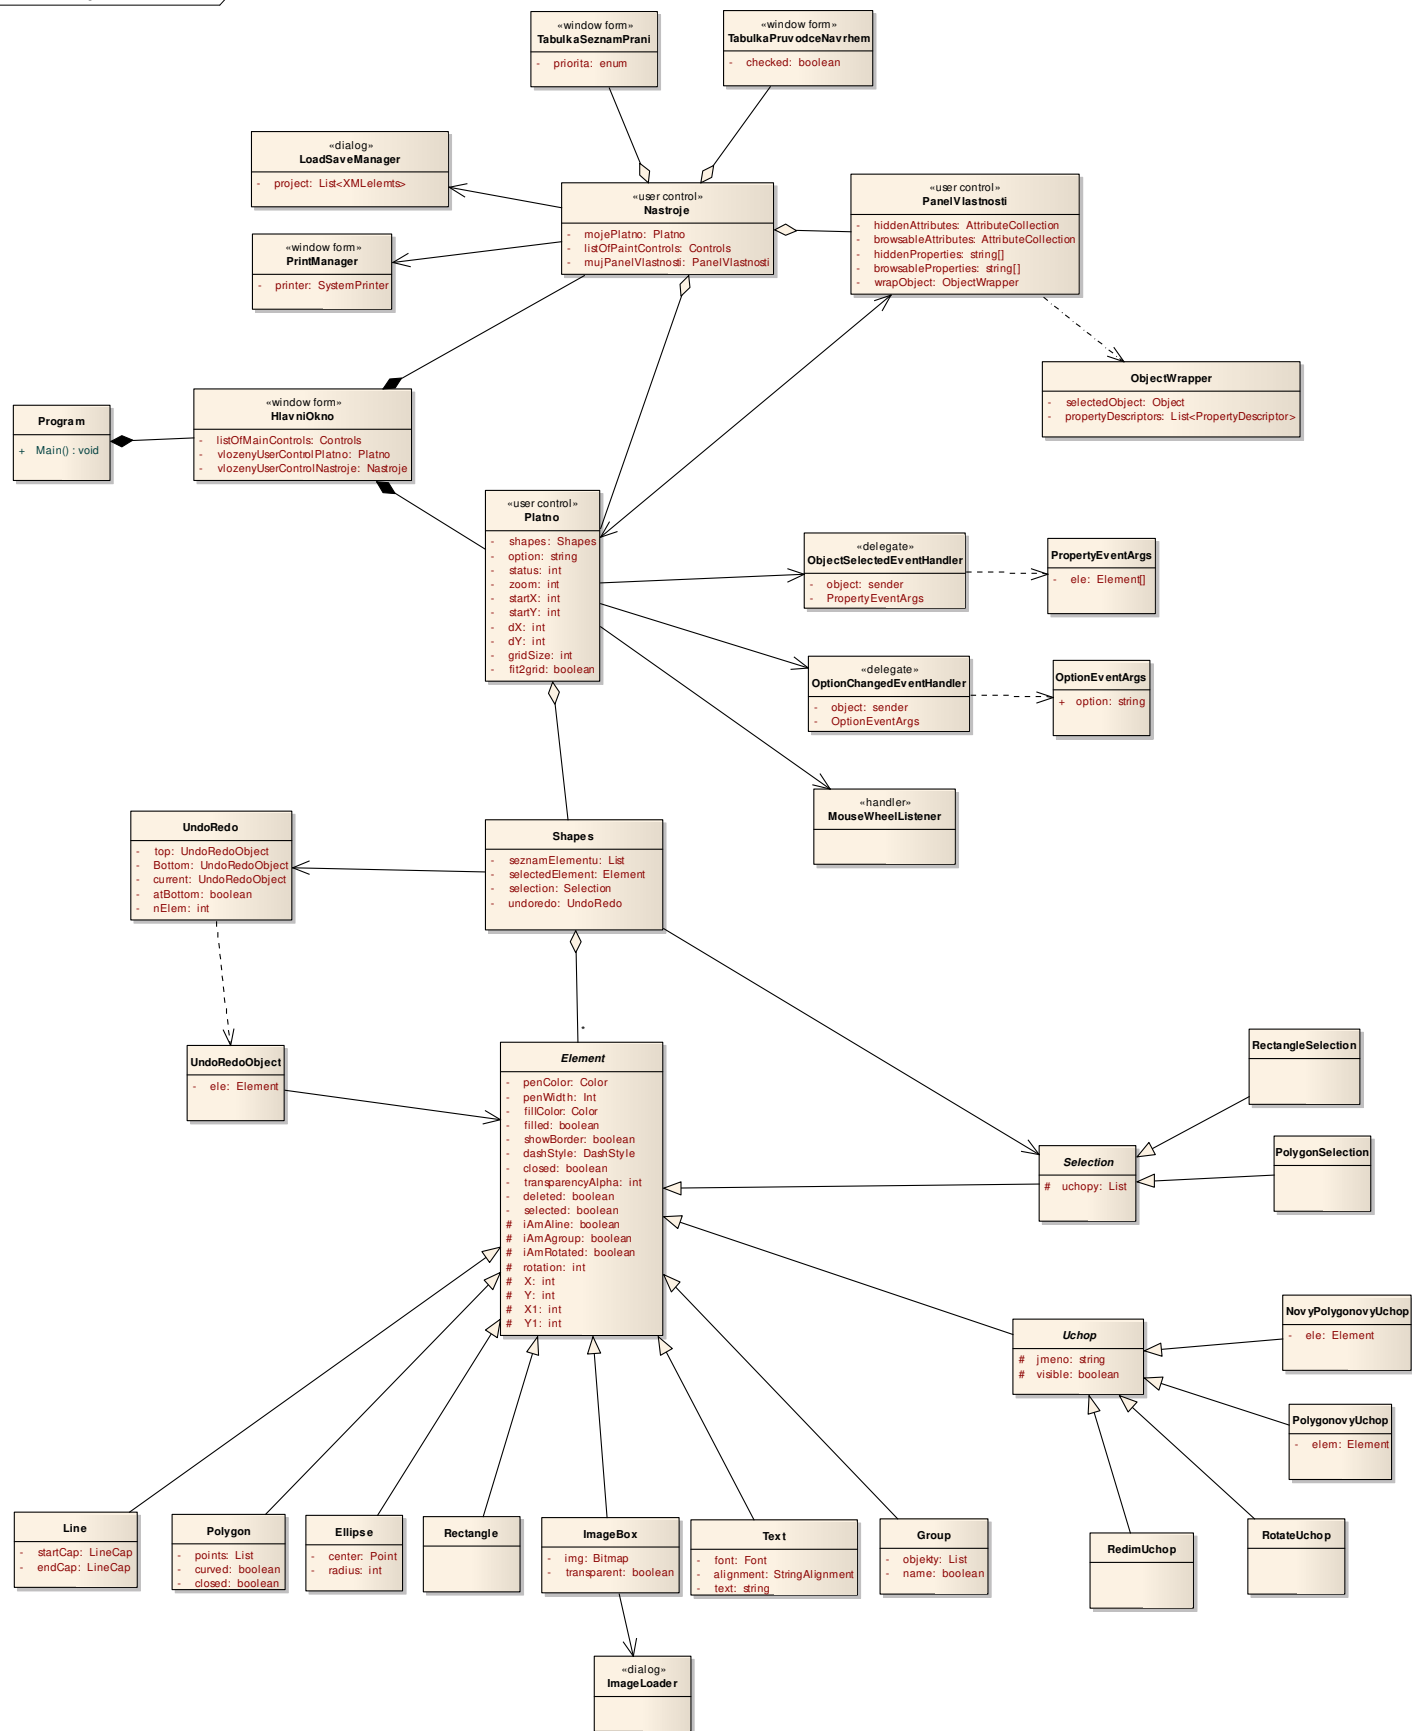 «window form»
TabulkaSeznamPrani
- priorita: enum
«window form»
TabulkaPruvodceNavrhem
- checked: boolean
«dialog»
LoadSaveManager
- project: List<XMLelemts>
«user control»
Nastroje
- mojePlatno: Platno
- listOfPaintControls: Controls
- mujPanelVlastnosti: PanelVlastnosti
«user control»
PanelVlastnosti
- hiddenAttributes: AttributeCollection
- browsableAttributes: AttributeCollection
- hiddenProperties: string[]
- browsableProperties: string[]
- wrapObject: ObjectWrapper
«window form»
PrintManager
- printer: SystemPrinter
ObjectWrapper
- selectedObject: Object
- propertyDescriptors: List<PropertyDescriptor>
Program
+ Main() : void
«window form»
HlavniOkno
- listOfMainControls: Controls
- vlozenyUserControlPlatno: Platno
- vlozenyUserControlNastroje: Nastroje
«user control»
Platno
- shapes: Shapes
- option: string
- status: int
- zoom: int
- startX: int
- startY: int
- dX: int
- dY: int
- gridSize: int
- fit2grid: boolean
«delegate»
ObjectSelectedEventHandler
- object: sender
- PropertyEventArgs
PropertyEventArgs
- ele: Element[]
«delegate»
OptionChangedEventHandler
- object: sender
- OptionEventArgs
OptionEventArgs
+ option: string
«handler»
MouseWheelListener
UndoRedo
- top: UndoRedoObject
- Bottom: UndoRedoObject
- current: UndoRedoObject
- atBottom: boolean
- nElem: int
Shapes
- seznamElementu: List
- selectedElement: Element
- selection: Selection
- undoredo: UndoRedo
*
UndoRedoObject
- ele: Element
Element
- penColor: Color
- penWidth: Int
- fillColor: Color
- filled: boolean
- showBorder: boolean
- dashStyle: DashStyle
- closed: boolean
- transparencyAlpha: int
- deleted: boolean
- selected: boolean
# iAmAline: boolean
# iAmAgroup: boolean
# iAmRotated: boolean
# rotation: int
# X: int
# Y: int
# X1: int
# Y1: int
RectangleSelection
Selection
# uchopy: List
PolygonSelection
Uchop
# jmeno: string
# visible: boolean
NovyPolygonovyUchop
- ele: Element
PolygonovyUchop
- elem: Element
Line
- startCap: LineCap
- endCap: LineCap
Polygon
- points: List
- curved: boolean
- closed: boolean
Ellipse
- center: Point
- radius: int
Rectangle
ImageBox
- img: Bitmap
- transparent: boolean
Text
- font: Font
- alignment: StringAlignment
- text: string
Group
- objekty: List
- name: boolean
RedimUchop
RotateUchop
«dialog»
ImageLoader